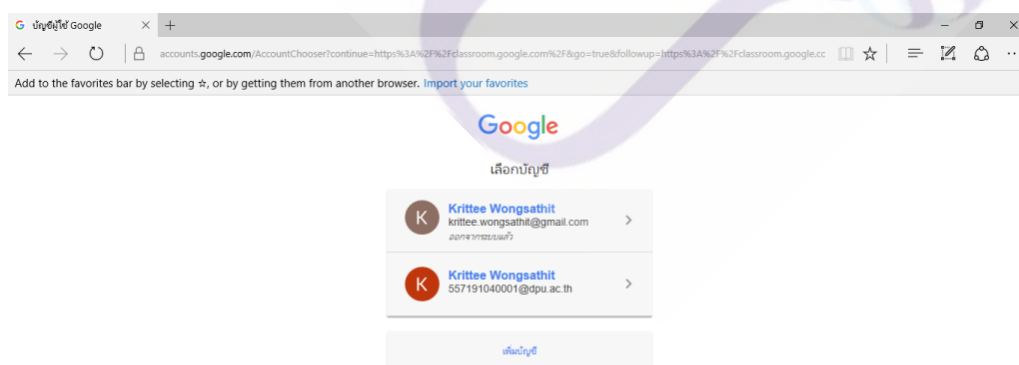 บัญชีผู้ใช้ Google
accounts.google.com/AccountChooser?continue=https%3A%2F%2Fclassroom.google.com%2F&go=true&followup=https%3A%2F%2Fclassroom.google.cc
Add to the favorites bar by selecting ☆, or by getting them from another browser. Import your favorites
Google
เลือกบัญชี
K
Krittee Wongsathit
krittee.wongsathit@gmail.com
ออกจากระบบแล้ว
K
Krittee Wongsathit
557191040001@dpu.ac.th
เพิ่มบัญชี